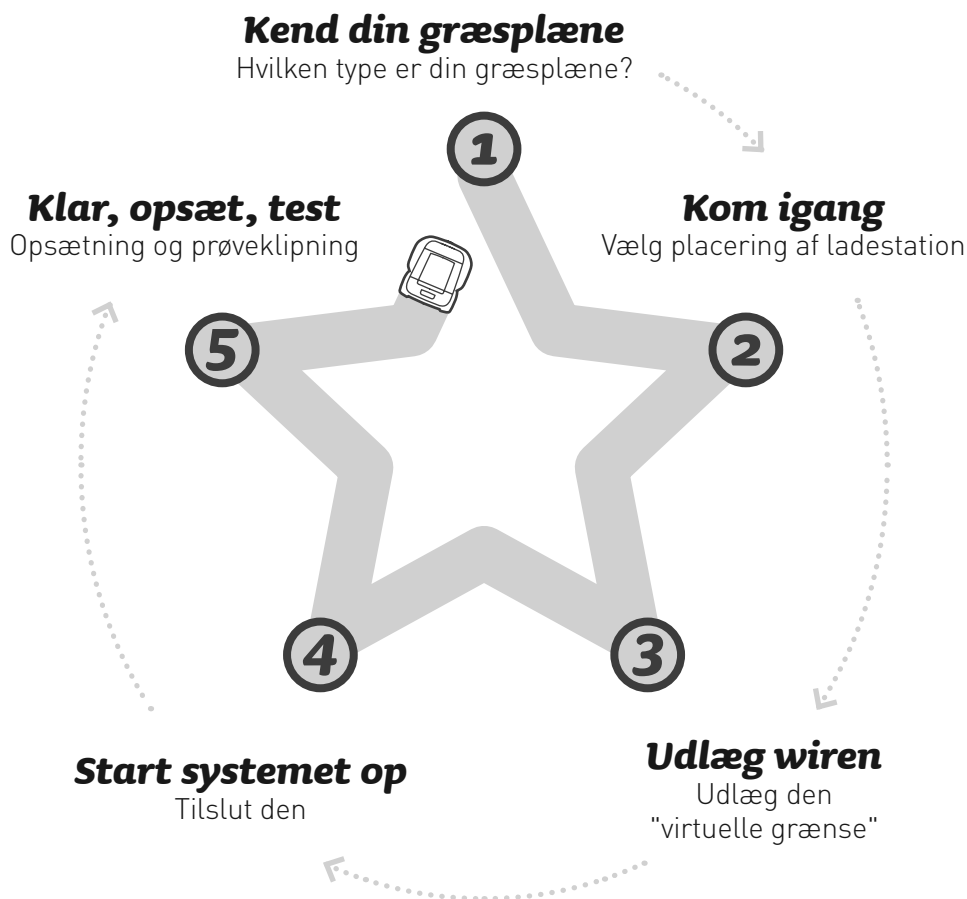 Kend din græsplæne
Hvilken type er din græsplæne?
1
Kom igang
Vælg placering af ladestation
2
Udlæg wiren
Udlæg den
"virtuelle grænse"
3
Start systemet op
Tilslut den
4
Klar, opsæt, test
Opsætning og prøveklipning
5